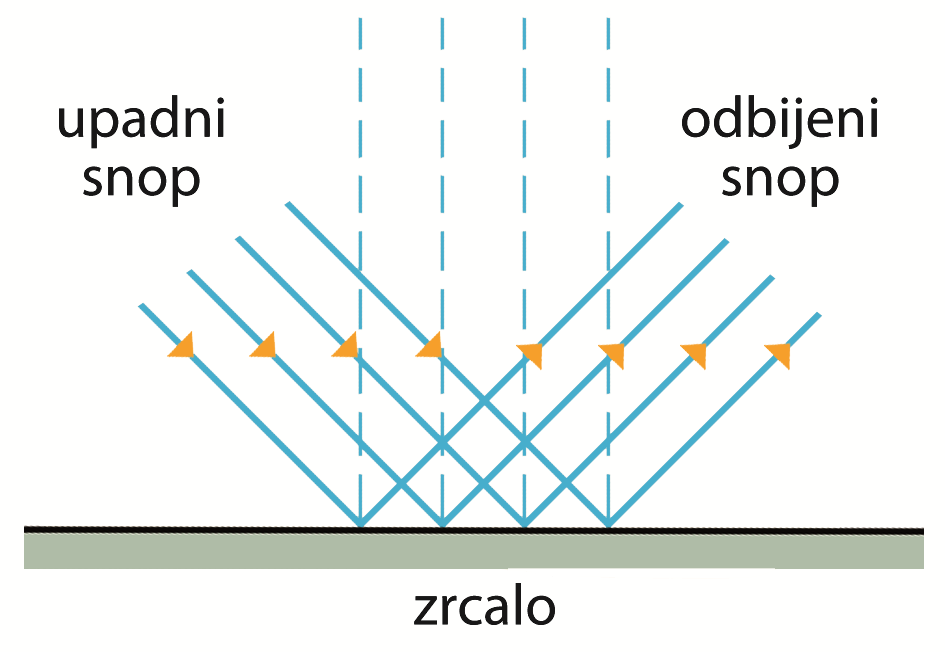 upadni
snop
odbijeni
snop
zrcalo